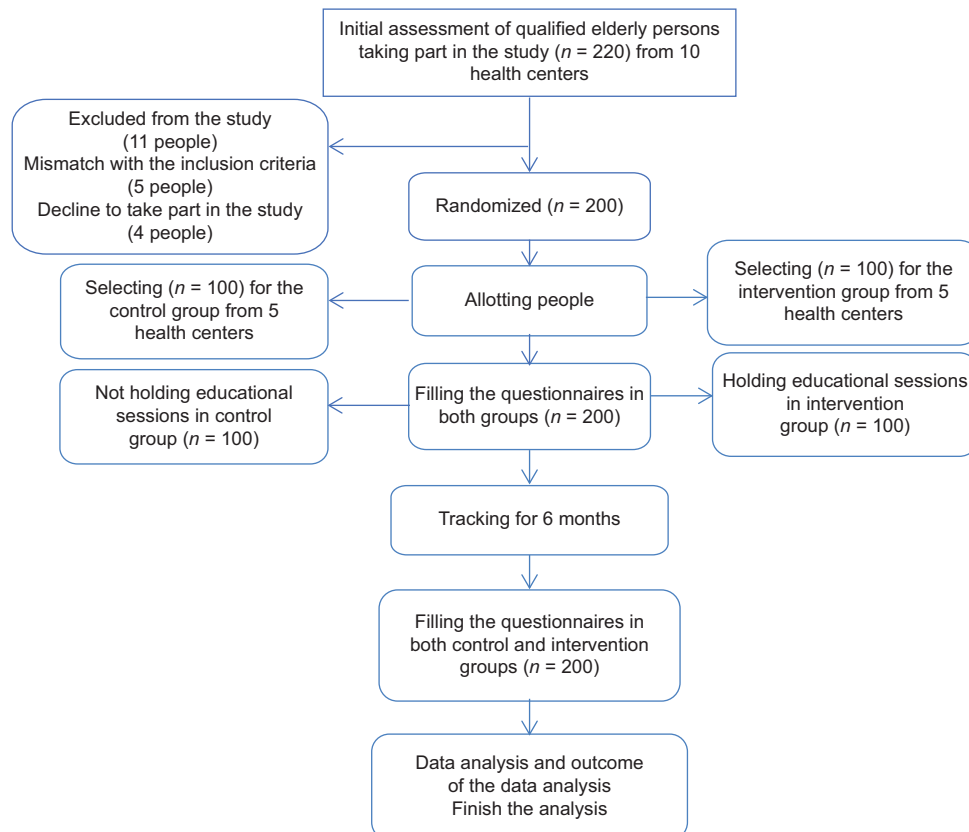 Initial assessment of qualified elderly persons
taking part in the study (n = 220) from 10
health centers
Excluded from the study
(11 people)
Mismatch with the inclusion criteria
(5 people)
Decline to take part in the study
(4 people)
Randomized (n = 200)
Selecting (n = 100) for the
control group from 5
health centers
Allotting people
Selecting (n = 100) for the
intervention group from 5
health centers
Not holding educational
sessions in control
group (n = 100)
Filling the questionnaires in
both groups (n = 200)
Holding educational sessions
in intervention
group (n = 100)
Tracking for 6 months
Filling the questionnaires in
both control and intervention
groups (n = 200)
Data analysis and outcome
of the data analysis
Finish the analysis